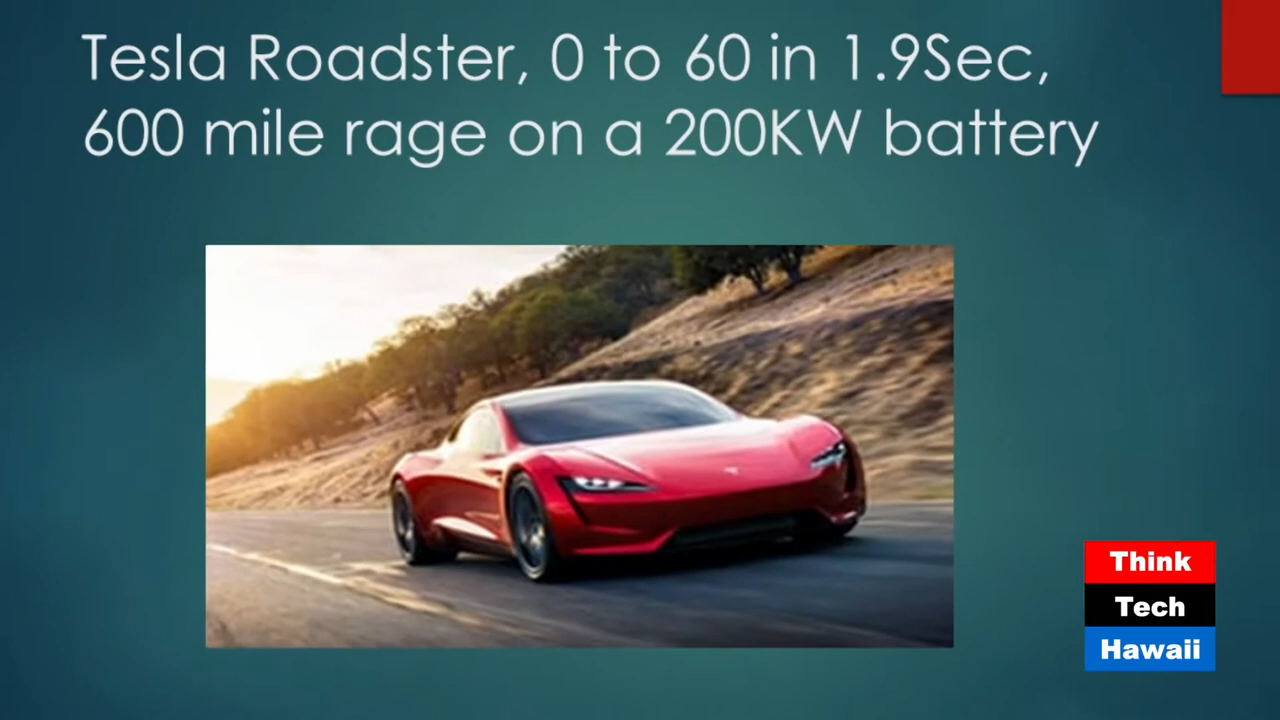 Tesla Roadster, 0 to 60 in 1.9Sec,
600 mile rage on a 200KW battery
Think
Tech
Hawaii